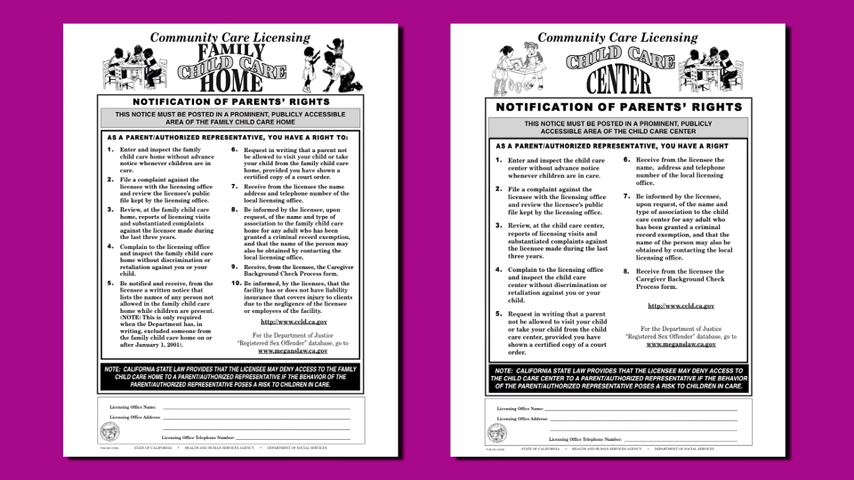 Community Care Licensing
FAMILY
CHILD CARE
HOME
NOTIFICATION OF PARENTS' RIGHTS
THIS NOTICE MUST BE POSTED IN A PROMINENT, PUBLICLY ACCESSIBLE
AREA OF THE FAMILY CHILD CARE HOME
AS A PARENT/AUTHORIZED REPRESENTATIVE, YOU HAVE A RIGHT TO:
1. Enter and inspect the family
child care home without advance
notice whenever children are in
care.
2. File a complaint against the
licensee with the licensing office
and review the licensee's public
file kept by the licensing office.
3. Review, at the family child care
home, reports of licensing visits
and substantiated complaints
against the licensee made during
the last three years.
4. Complain to the licensing office
and inspect the family child care
home without discrimination or
retaliation against you or your
child.
5. Be notified and receive, from the
licensee a written notice that
lists the names of any person not
allowed in the family child care
home while children are present.
(NOTE: This is only required
when the Department has, in
writing, excluded someone from
the family child care home on or
after January 1, 2001).
6. Request in writing that a parent not
be allowed to visit your child or take
your child from the family child care
home, provided you have shown a
certified copy of a court order.
7. Receive from the licensee the name
address and telephone number of the
local licensing office.
8. Be informed by the licensee, upon
request, of the name and type of
association to the family child care
home for any adult who has been
granted a criminal record exemption,
and that the name of the person may
also be obtained by contacting the
local licensing office.
9. Receive, from the licensee, the Caregiver
Background Check Process form.
10. Be informed, by the licensee, that the
facility has or does not have liability
insurance that covers injury to clients
due to the negligence of the licensee
or employees of the facility.
http://www.ccld.ca.gov
For the Department of Justice
"Registered Sex Offender" database, go to
www.meganslaw.ca.gov
NOTE: CALIFORNIA STATE LAW PROVIDES THAT THE LICENSEE MAY DENY ACCESS TO THE FAMILY
CHILD CARE HOME TO A PARENT/AUTHORIZED REPRESENTATIVE IF THE BEHAVIOR OF THE
PARENT/AUTHORIZED REPRESENTATIVE POSES A RISK TO CHILDREN IN CARE.
Licensing Office Name:
Licensing Office Address:
Licensing Office Telephone Number:
STATE OF CALIFORNIA • HEALTH AND HUMAN SERVICES AGENCY • DEPARTMENT OF SOCIAL SERVICES
Community Care Licensing
CHILD CARE
CENTER
NOTIFICATION OF PARENTS' RIGHTS
THIS NOTICE MUST BE POSTED IN A PROMINENT, PUBLICLY
ACCESSIBLE AREA OF THE CHILD CARE CENTER
AS A PARENT/AUTHORIZED REPRESENTATIVE, YOU HAVE A RIGHT
1. Enter and inspect the child care
center without advance notice
whenever children are in care.
2. File a complaint against the
licensee with the licensing office
and review the licensee's public
file kept by the licensing office.
3. Review, at the child care center,
reports of licensing visits and
substantiated complaints against
the licensee made during the last
three years.
4. Complain to the licensing office
and inspect the child care
center without discrimination or
retaliation against you or your
child.
5. Request in writing that a parent
not be allowed to visit your child
or take your child from the child
care center, provided you have
shown a certified copy of a court
order.
6. Receive from the licensee the
name, address and telephone
number of the local licensing
office.
7. Be informed by the licensee,
upon request, of the name and
type of association to the child
care center for any adult who
has been granted a criminal
record exemption, and that the
name of the person may also be
obtained by contacting the local
licensing office.
8. Receive from the licensee the
Caregiver Background Check
Process form.
http://www.ccld.ca.gov
For the Department of Justice
"Registered Sex Offender" database, go to
www.meganslaw.ca.gov
NOTE: CALIFORNIA STATE LAW PROVIDES THAT THE LICENSEE MAY DENY ACCESS TO
THE CHILD CARE CENTER TO A PARENT/AUTHORIZED REPRESENTATIVE IF THE BEHAVIOR
OF THE PARENT/AUTHORIZED REPRESENTATIVE POSES A RISK TO CHILDREN IN CARE.
Licensing Office Name:
Licensing Office Address:
Licensing Office Telephone Number:
STATE OF CALIFORNIA • HEALTH AND HUMAN SERVICES AGENCY • DEPARTMENT OF SOCIAL SERVICES